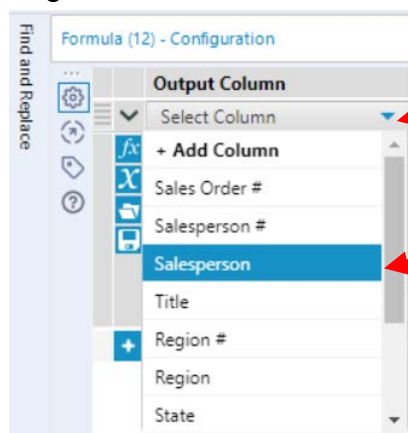 Find and Replace
Formula (12) - Configuration
Output Column
Select Column
+ Add Column
Sales Order #
Salesperson #
Salesperson
Title
Region #
Region
State
fx
X
?
+